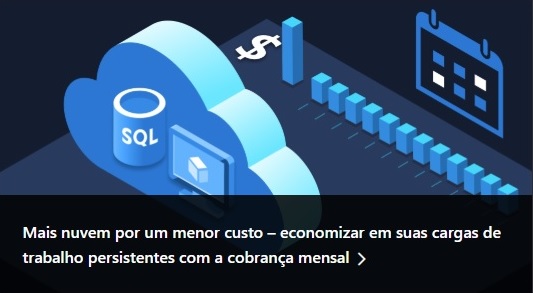 $
SQL
Mais nuvem por um menor custo – economizar em suas cargas de
trabalho persistentes com a cobrança mensal >